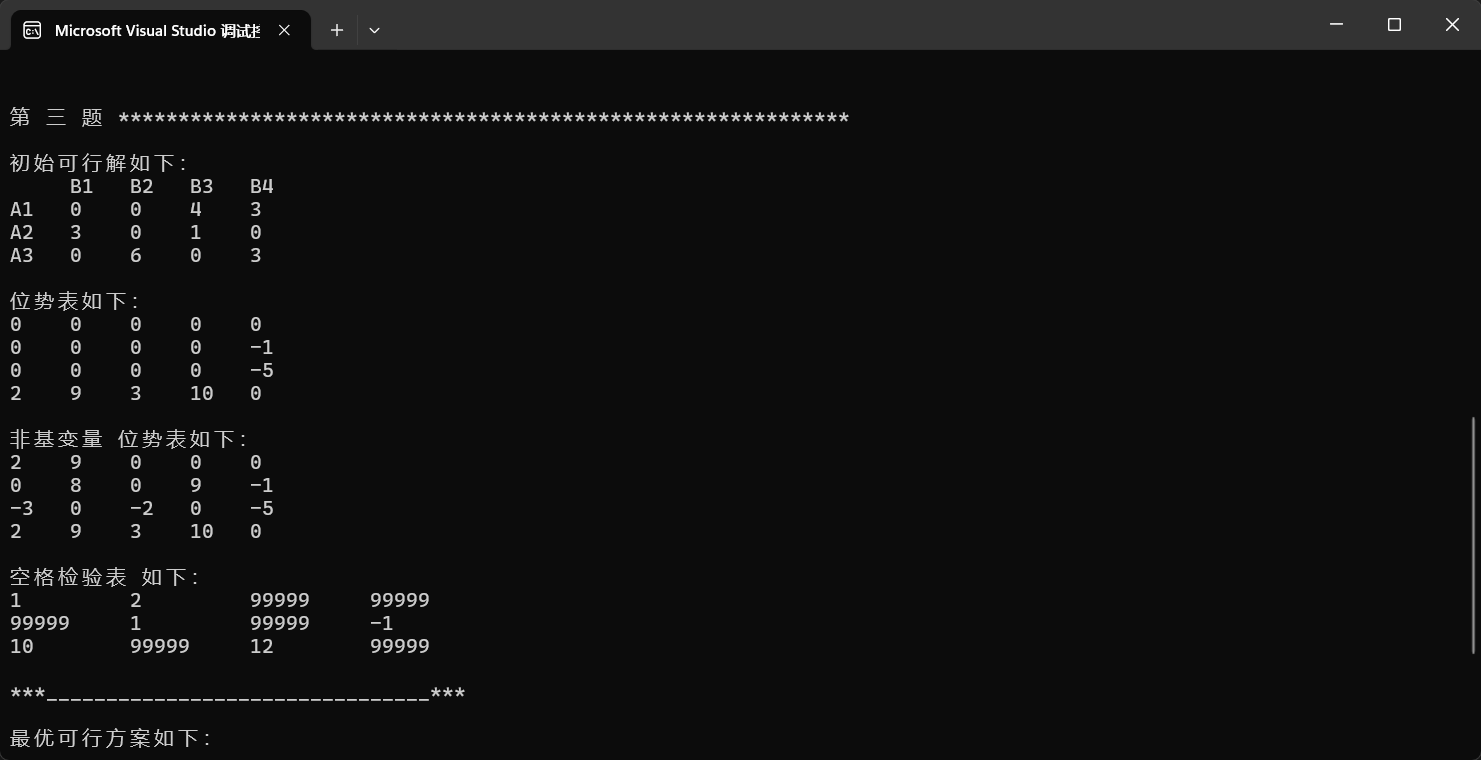 Microsoft Visual Studio 调试控
第 三 题 *************************************************************
初始可行解如下:
B1 B2 B3 B4
A1 0 0 4 3
A2 3 0 1 0
A3 0 6 0 3
位势表如下:
0 0 0 0 0
0 0 0 0 -1
0 0 0 0 -5
2 9 3 10 0
非基变量 位势表如下:
2 9 0 0 0
0 8 0 9 -1
-3 0 -2 0 -5
2 9 3 10 0
空格检验表 如下:
1 2 99999 99999
99999 1 99999 -1
10 99999 12 99999
***________________________________***
最优可行方案如下: